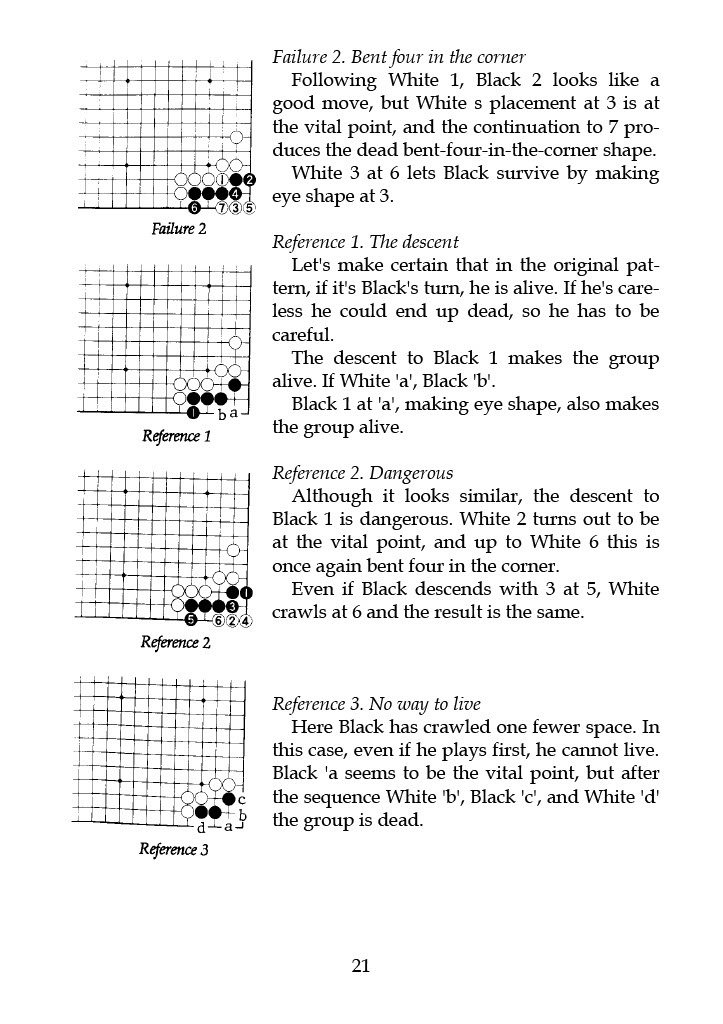 Failure 2. Bent four in the corner
Following White 1, Black 2 looks like a
good move, but White s placement at 3 is at
the vital point, and the continuation to 7 pro-
duces the dead bent-four-in-the-corner shape.
White 3 at 6 lets Black survive by making
eye shape at 3.
1 2
4
6 7 3 5
Failure 2
Reference 1. The descent
Let's make certain that in the original pat-
tern, if it's Black's turn, he is alive. If he's care-
less he could end up dead, so he has to be
careful.
The descent to Black 1 makes the group
alive. If White 'a', Black 'b'.
Black 1 at 'a', making eye shape, also makes
the group alive.
1 b a
Reference 1
Reference 2. Dangerous
Although it looks similar, the descent to
Black 1 is dangerous. White 2 turns out to be
at the vital point, and up to White 6 this is
once again bent four in the corner.
Even if Black descends with 3 at 5, White
crawls at 6 and the result is the same.
1
3
5 6 2 4
Reference 2
Reference 3. No way to live
Here Black has crawled one fewer space. In
this case, even if he plays first, he cannot live.
Black 'a seems to be the vital point, but after
the sequence White 'b', Black 'c', and White 'd'
the group is dead.
c
b
d a
Reference 3
21